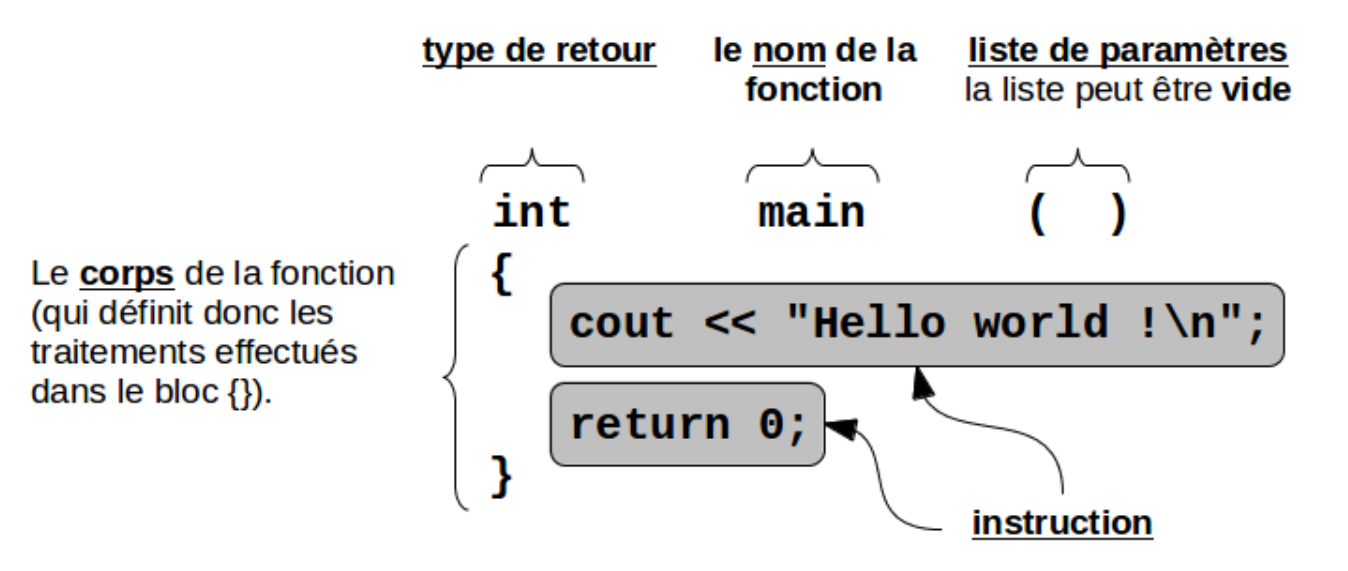 type de retour
le nom de la
fonction
liste de paramètres
la liste peut être vide
int main ( )
{
Le corps de la fonction
(qui définit donc les
traitements effectués
dans le bloc {}).
cout << "Hello world !\n";
return 0;
}
instruction